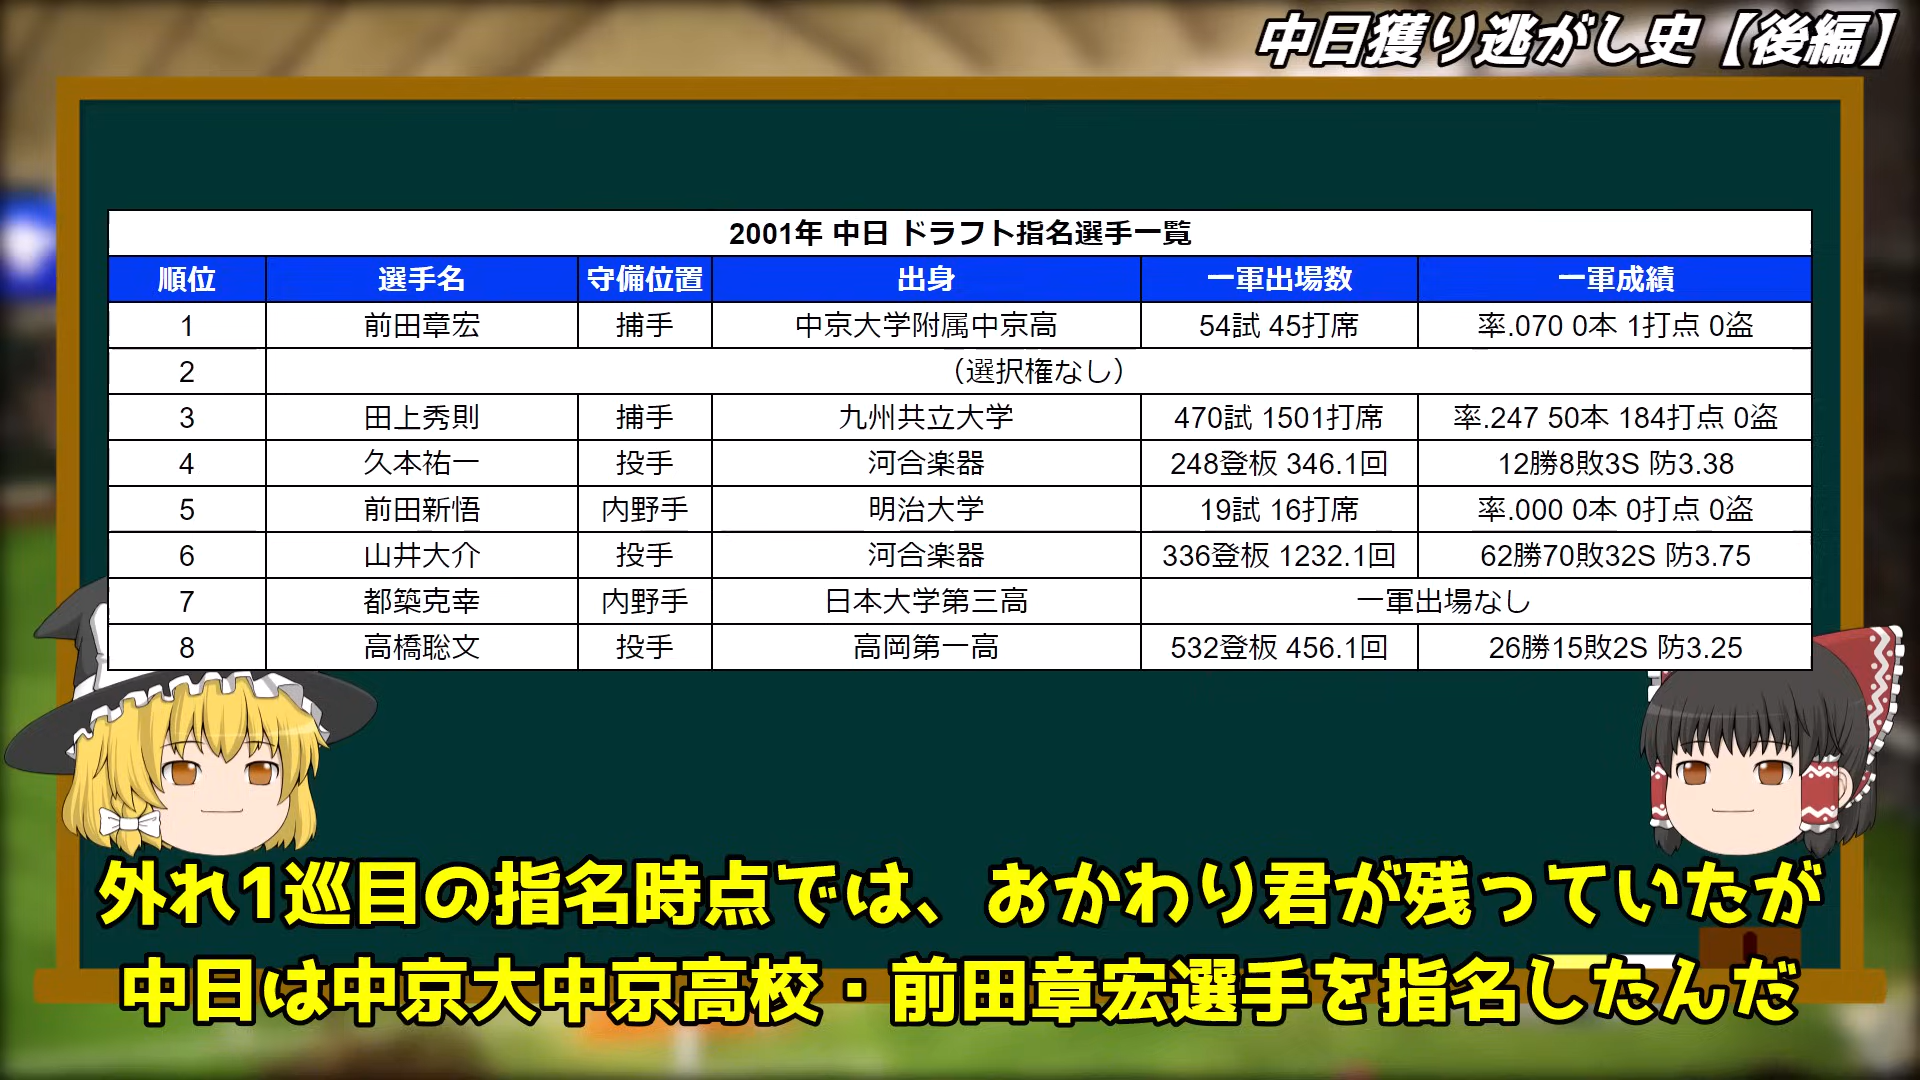 中日獲り逃がし史【後編】
2001年 中日 ドラフト指名選手一覧
順位 選手名 守備位置 出身 一軍出場数 一軍成績
1 前田章宏 捕手 中京大学附属中京高 54試 45打席 率.070 0本 1打点 0盗
2 （選択権なし）
3 田上秀則 捕手 九州共立大学 470試 1501打席 率.247 50本 184打点 0盗
4 久本祐一 投手 河合楽器 248登板 346.1回 12勝8敗3S 防3.38
5 前田新悟 内野手 明治大学 19試 16打席 率.000 0本 0打点 0盗
6 山井大介 投手 河合楽器 336登板 1232.1回 62勝70敗32S 防3.75
7 都築克幸 内野手 日本大学第三高 一軍出場なし
8 高橋聡文 投手 高岡第一高 532登板 456.1回 26勝15敗2S 防3.25
外れ1巡目の指名時点では、おかわり君が残っていたが
中日は中京大中京高校・前田章宏選手を指名したんだ